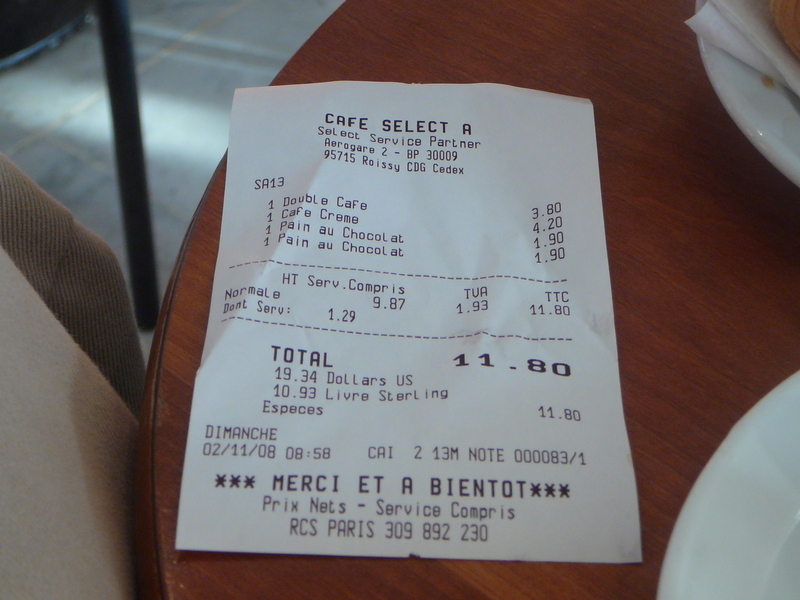 CAFE SELECT A
Select Service Partner
Aerogare 2 - BP 30009
95715 Roissy CDG Cedex
SA13
1 Double Cafe 3.80
1 Cafe Creme 4.20
1 Pain au Chocolat 1.90
1 Pain au Chocolat 1.90
HT Serv.Compris TVA TTC
Normale 9.87 1.93 11.80
Dont Serv: 1.29
TOTAL 11.80
19.34 Dollars US
10.93 Livre Sterling
Especes 11.80
DIMANCHE
02/11/08 08:58 CAI 2 13M NOTE 000083/1
*** MERCI ET A BIENTOT***
Prix Nets - Service Compris
RCS PARIS 309 892 230